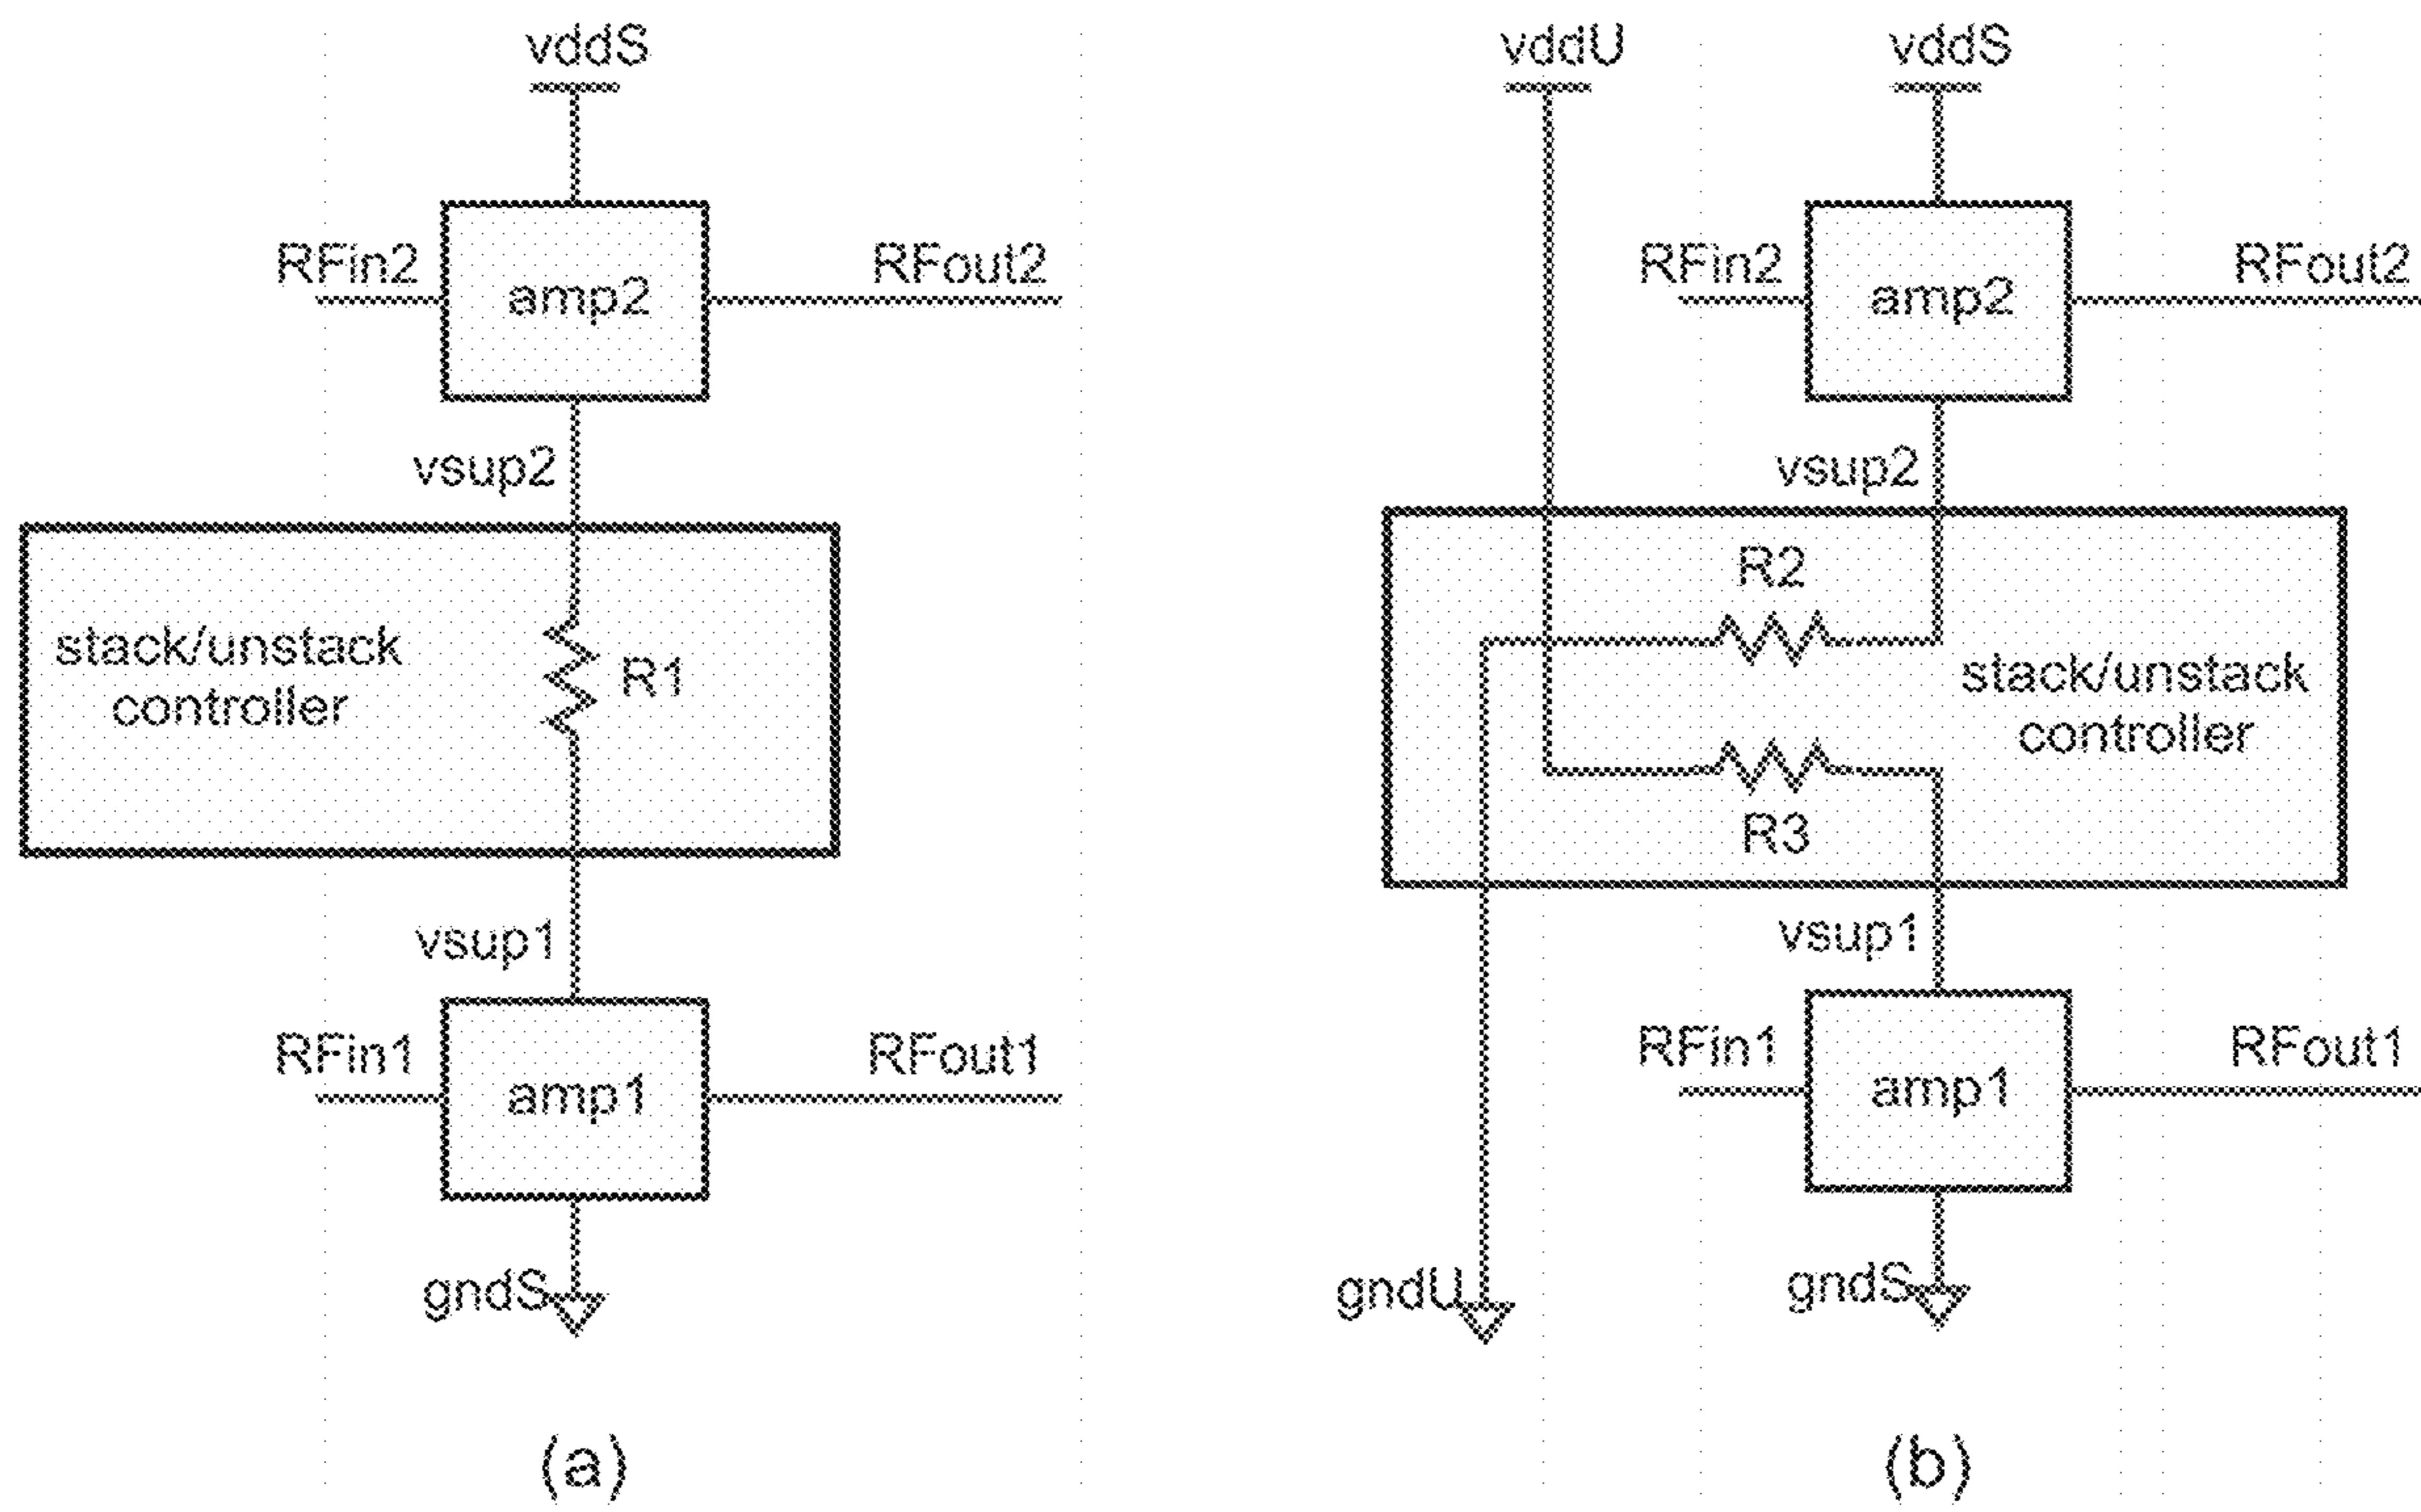 vddS
RFin2
amp2
RFout2
vsup2
stack/unstack
controller
R1
vsup1
RFin1
amp1
RFout1
gndS
(a)
vddU
vddS
RFin2
amp2
RFout2
vsup2
R2
stack/unstack
controller
R3
vsup1
RFin1
amp1
RFout1
gndU
gndS
(b)